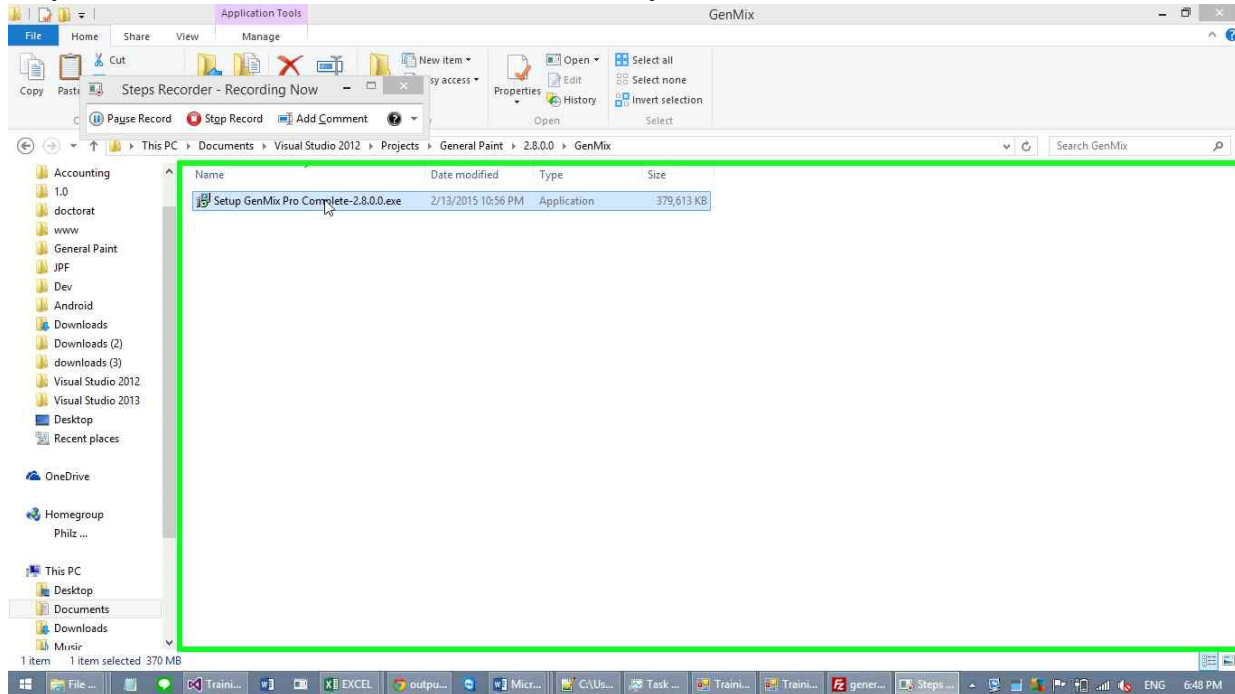 Application Tools
GenMix
File Home Share View Manage
Cut
New item
Open
Select all
Copy
Properties
Edit
Select none
sy access
History
Invert selection
Open
Select
Steps Recorder - Recording Now
Pause Record Stop Record Add Comment
This PC Documents Visual Studio 2012 Projects General Paint 2.8.0.0 GenMix
Search GenMix
Name Date modified Type Size
Setup GenMix Pro Complete-2.8.0.0.exe 2/13/2015 10:56 PM Application 379,613 KB
Accounting
1.0
doctorat
www
General Paint
JPF
Dev
Android
Downloads
Downloads (2)
downloads (3)
Visual Studio 2012
Visual Studio 2013
Desktop
Recent places
OneDrive
Homegroup
Philz ...
This PC
Desktop
Documents
Downloads
Music
1 item 1 item selected 370 MB
File ... Traini... EXCEL outpu... Micr... C:\Us... Task ... Traini... Traini... gener... Steps ... ENG 6:48 PM